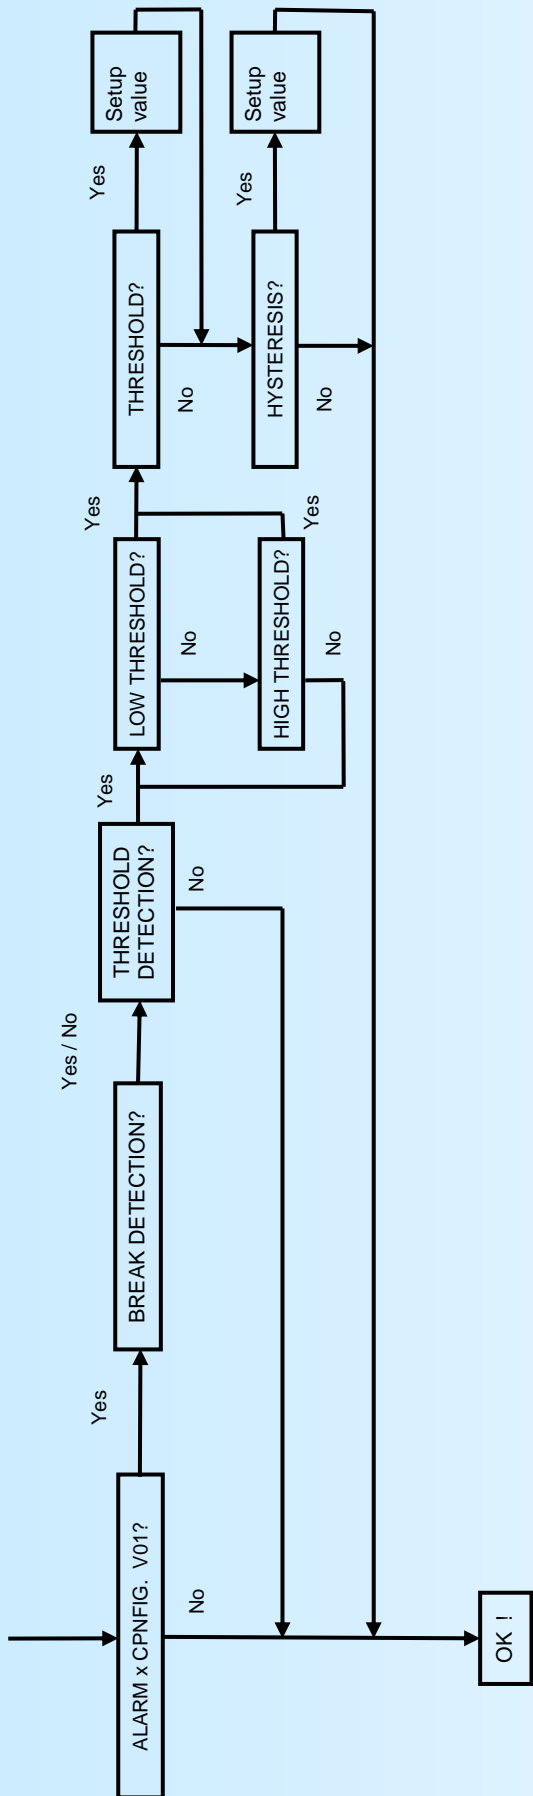 ALARM x CPNFIG. V01?
Yes
No
BREAK DETECTION?
Yes / No
THRESHOLD
DETECTION?
Yes
No
LOW THRESHOLD?
Yes
No
HIGH THRESHOLD?
Yes
No
THRESHOLD?
Yes
No
Setup
value
HYSTERESIS?
Yes
No
Setup
value
OK !